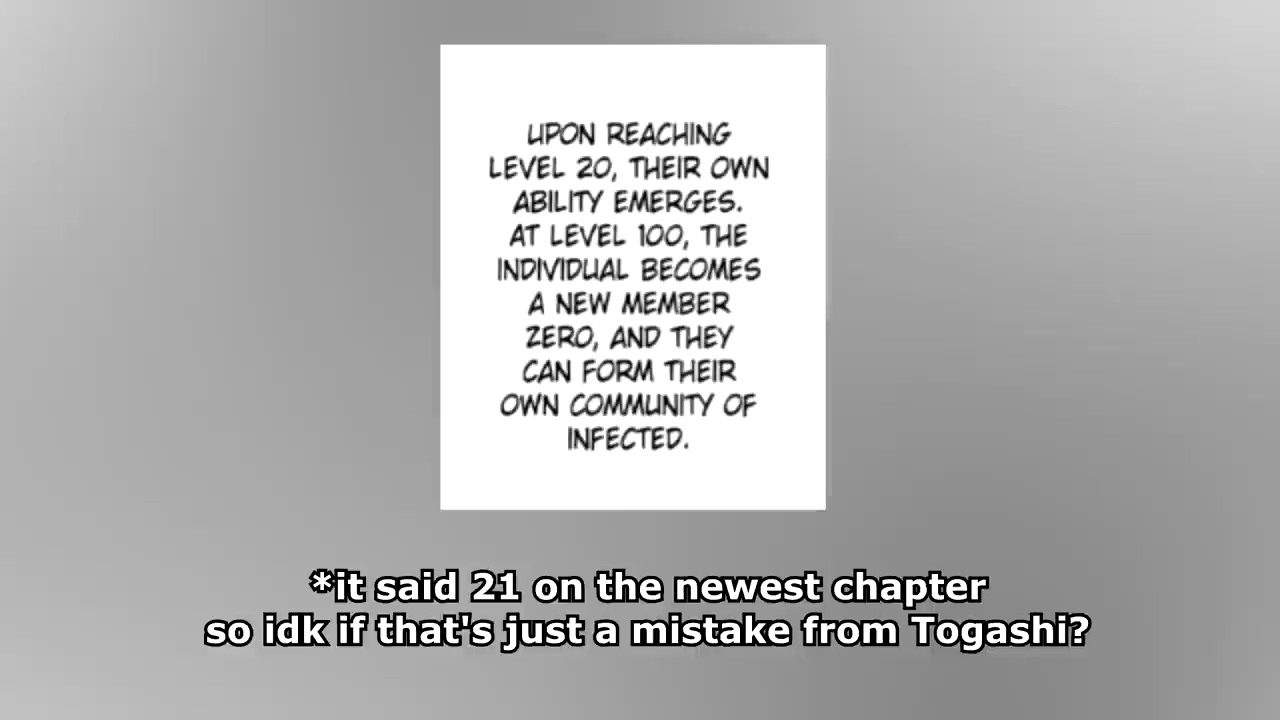 UPON REACHING
LEVEL 20, THEIR OWN
ABILITY EMERGES.
AT LEVEL 100, THE
INDIVIDUAL BECOMES
A NEW MEMBER
ZERO, AND THEY
CAN FORM THEIR
OWN COMMUNITY OF
INFECTED.
*it said 21 on the newest chapter
so idk if that's just a mistake from Togashi?